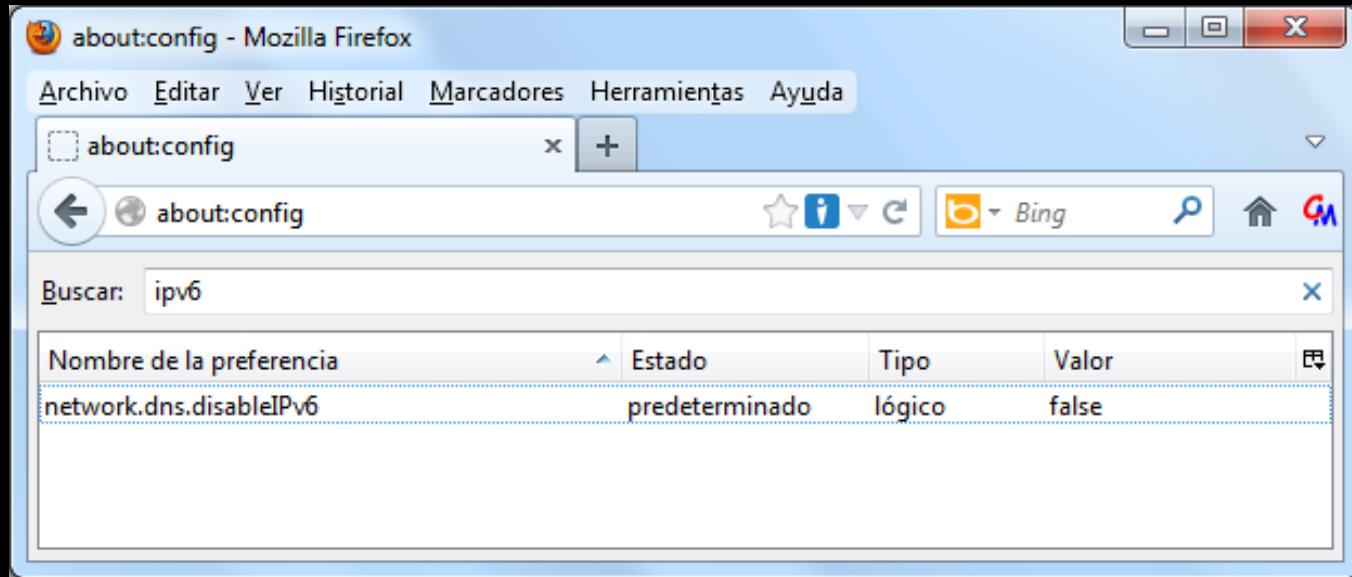 about:config - Mozilla Firefox
Archivo Editar Ver Historial Marcadores Herramientas Ayuda
about:config
about:config Bing
Buscar: ipv6
Nombre de la preferencia Estado Tipo Valor
network.dns.disableIPv6 predeterminado lógico false